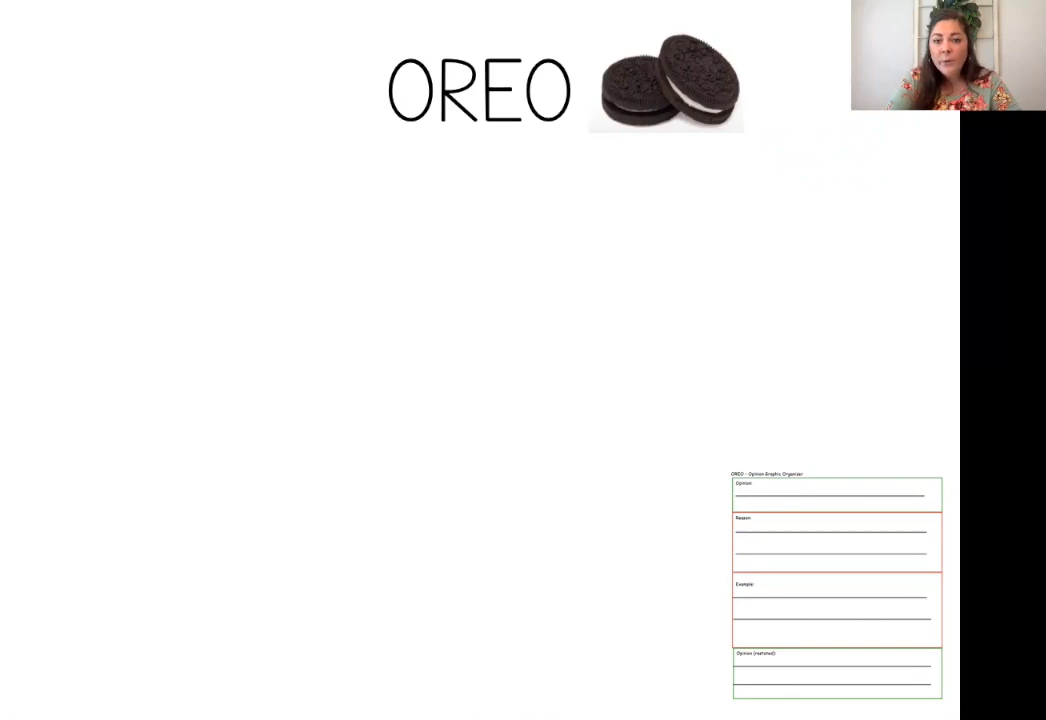 OREO
OREO - Opinion Graphic Organizer
Opinion:
Reason:
Example:
Opinion (restated):